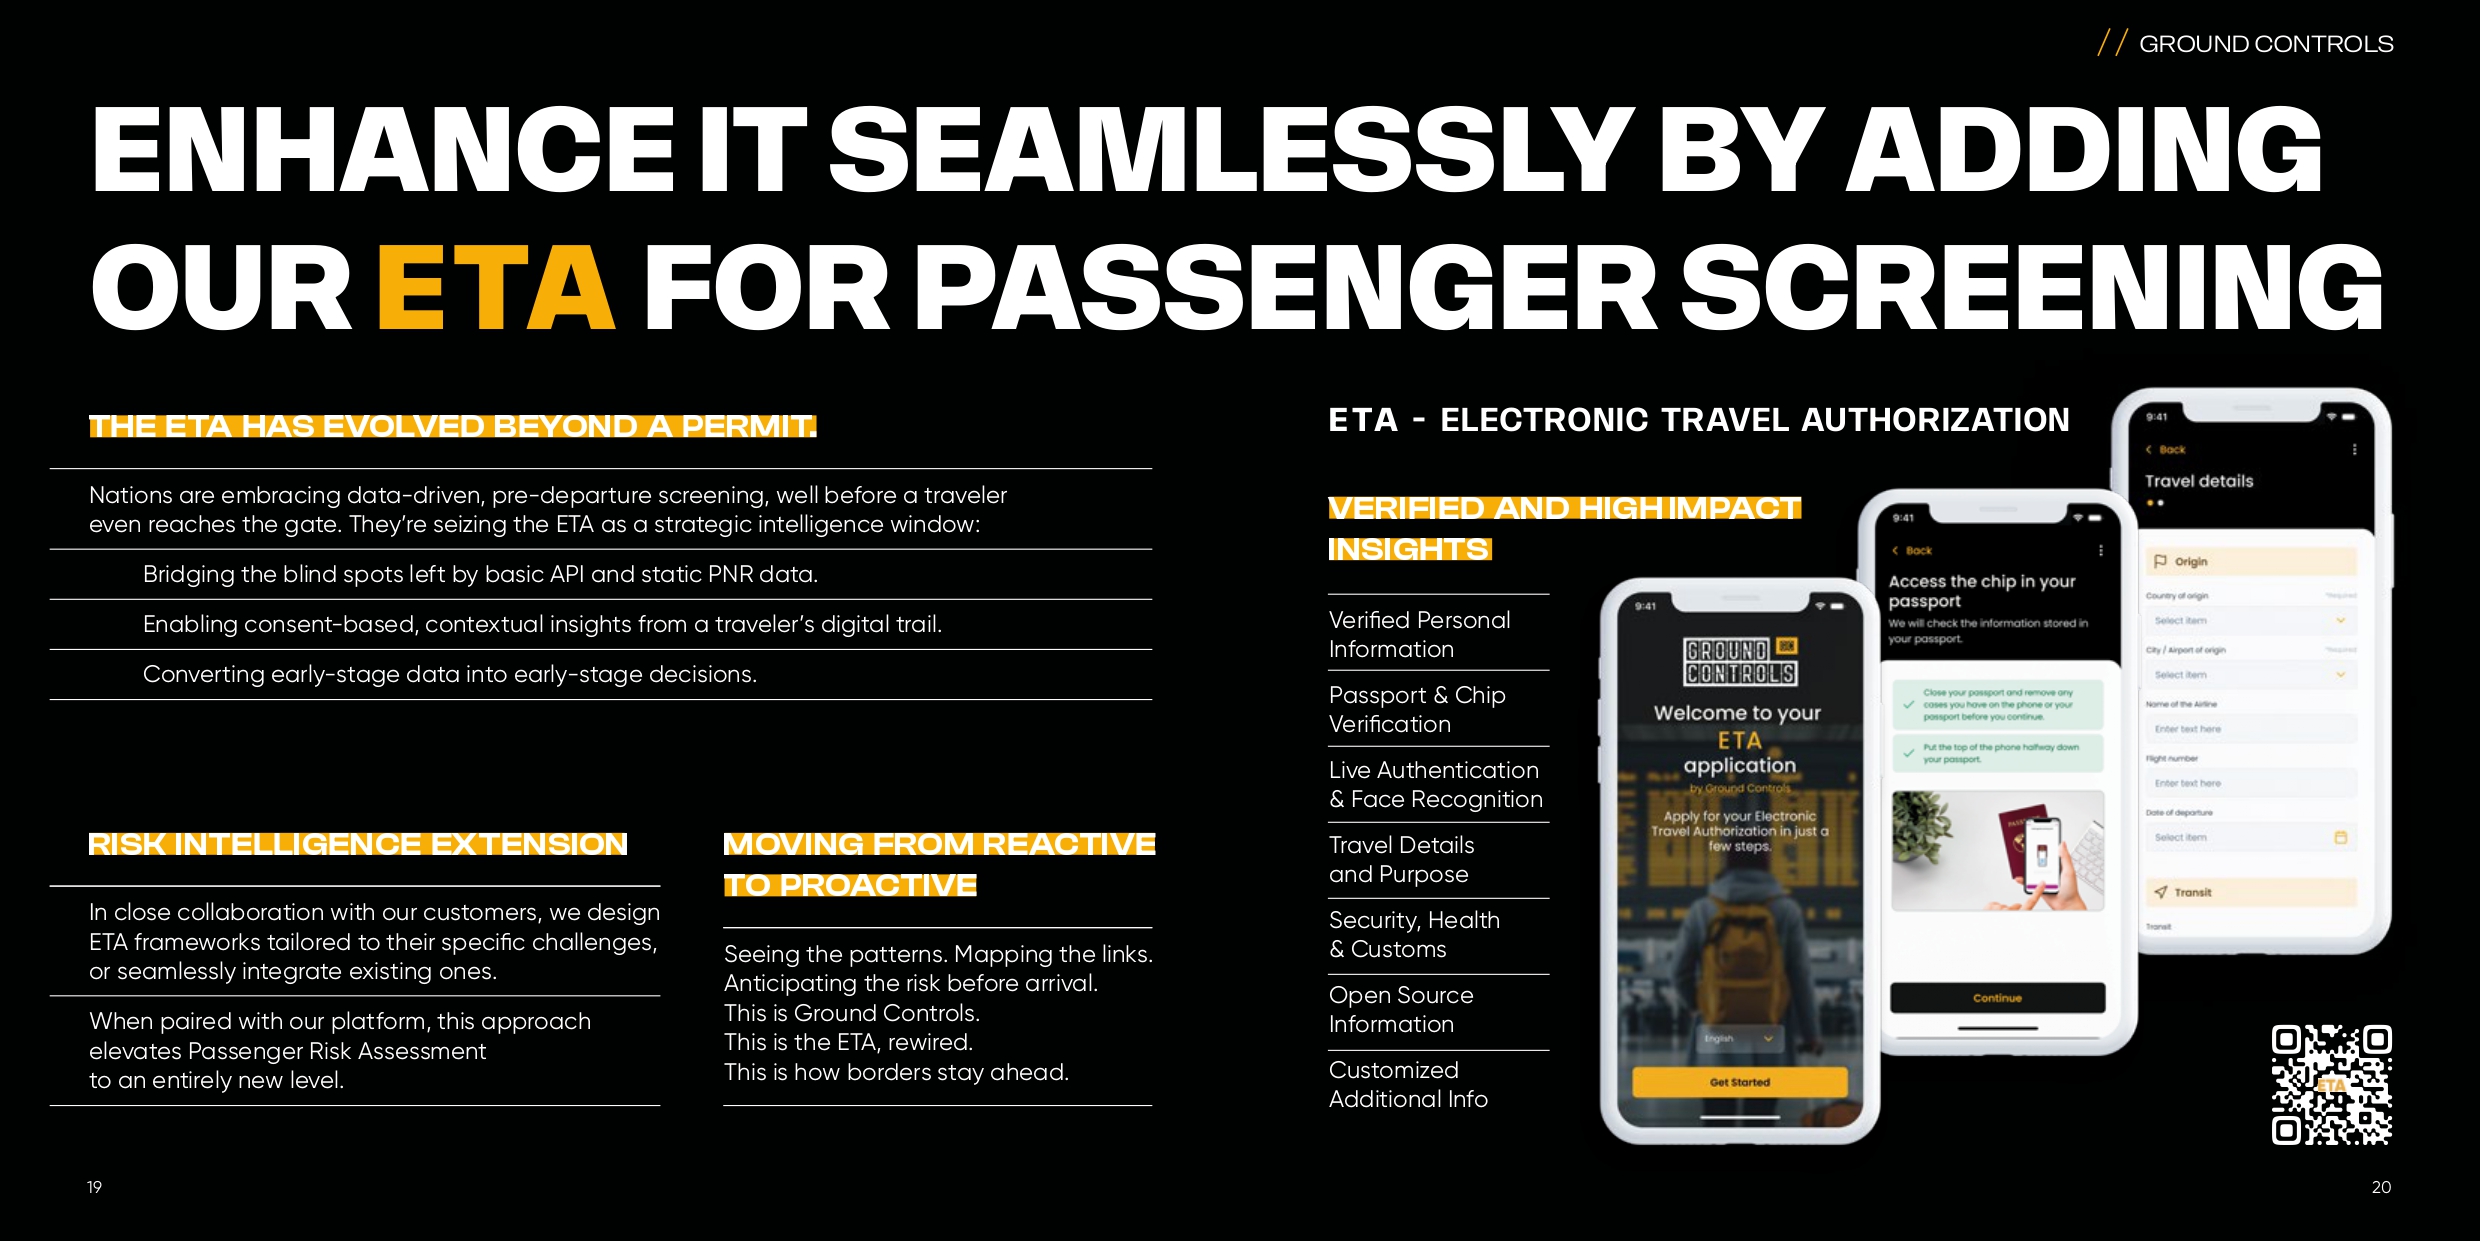 // GROUND CONTROLS
ENHANCE IT SEAMLESSLY BY ADDING
OUR ETA FOR PASSENGER SCREENING
THE ETA HAS EVOLVED BEYOND A PERMIT.
Nations are embracing data-driven, pre-departure screening, well before a traveler
even reaches the gate. They're seizing the ETA as a strategic intelligence window:
Bridging the blind spots left by basic API and static PNR data.
Enabling consent-based, contextual insights from a traveler's digital trail.
Converting early-stage data into early-stage decisions.
RISK INTELLIGENCE EXTENSION
In close collaboration with our customers, we design
ETA frameworks tailored to their specific challenges,
or seamlessly integrate existing ones.
When paired with our platform, this approach
elevates Passenger Risk Assessment
to an entirely new level.
MOVING FROM REACTIVE
TO PROACTIVE
Seeing the patterns. Mapping the links.
Anticipating the risk before arrival.
This is Ground Controls.
This is the ETA, rewired.
This is how borders stay ahead.
ETA - ELECTRONIC TRAVEL AUTHORIZATION
VERIFIED AND HIGH IMPACT
INSIGHTS
Verified Personal
Information
Passport & Chip
Verification
Live Authentication
& Face Recognition
Travel Details
and Purpose
Security, Health
& Customs
Open Source
Information
Customized
Additional Info
9:41
GROUND
CONTROLS
Welcome to your
ETA
application
by Ground Controls
Apply for your Electronic
Travel Authorization in just a
few steps.
English
Get Started
9:41
Back
Access the chip in your
passport
We will check the information stored in
your passport.
Close your passport and remove any
cases you have on the phone or your
passport before you continue.
Put the top of the phone halfway down
your passport.
Continue
9:41
Back
Travel details
Origin
Country of origin
*Required
Select item
City / Airport of origin
*Required
Select item
Name of the Airline
Enter text here
Flight number
Enter text here
Date of departure
Select item
Transit
Transit
ETA
19
20